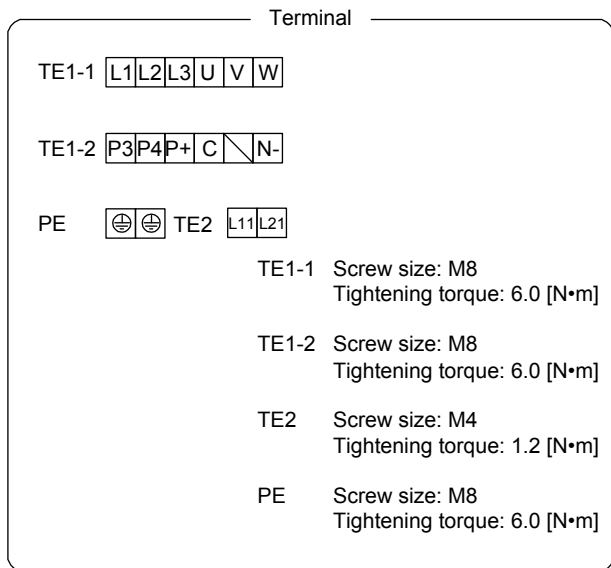 Terminal
TE1-1 L1 L2 L3 U V W
TE1-2 P3 P4 P+ C N-
PE TE2 L11 L21
TE1-1 Screw size: M8
Tightening torque: 6.0 [N•m]
TE1-2 Screw size: M8
Tightening torque: 6.0 [N•m]
TE2 Screw size: M4
Tightening torque: 1.2 [N•m]
PE Screw size: M8
Tightening torque: 6.0 [N•m]